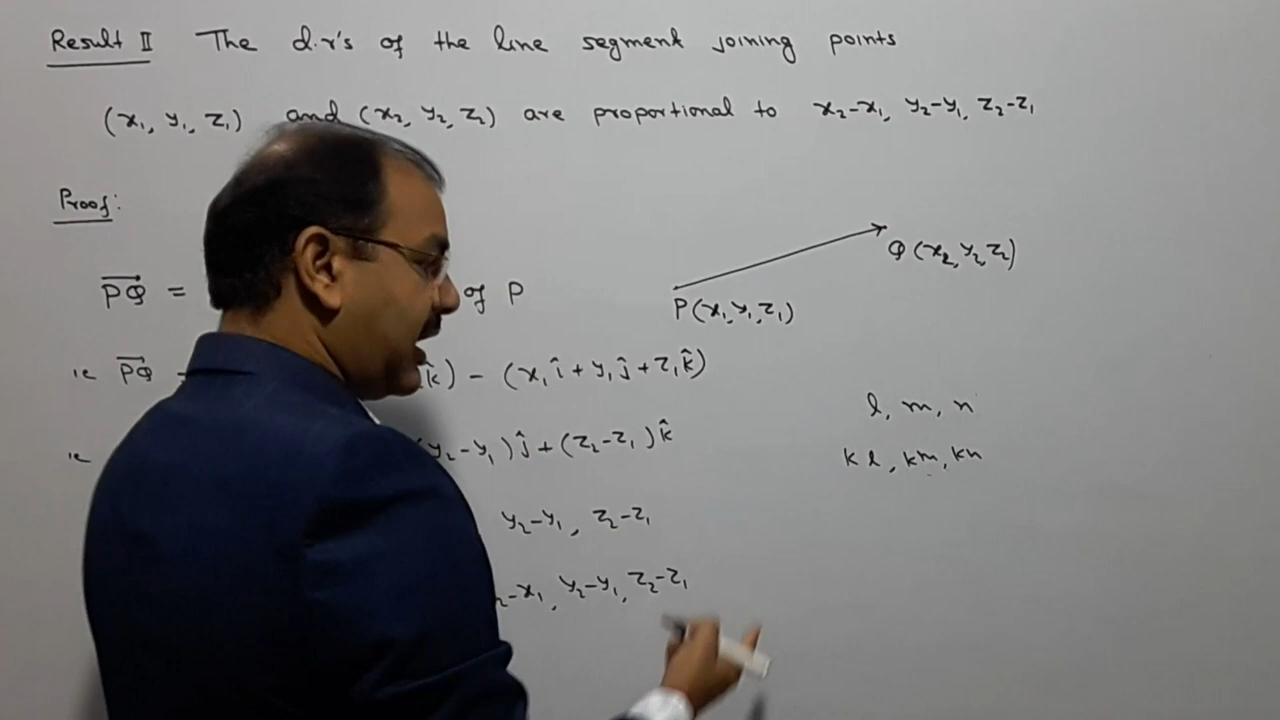 Result II The d.r's of the line segment joining points
(x₁, y₁, z₁) and (x₂, y₂, z₂) are proportional to x₂-x₁, y₂-y₁, z₂-z₁
Proof:
Q(x₂, y₂, z₂)
P(x₁, y₁, z₁)
→PQ = of P
ie →PQ k̂) - (x₁î + y₁ĵ + z₁k̂)
l, m, n
ie y₂-y₁)ĵ + (z₂-z₁)k̂
kl, km, kn
y₂-y₁, z₂-z₁
₂-x₁, y₂-y₁, z₂-z₁